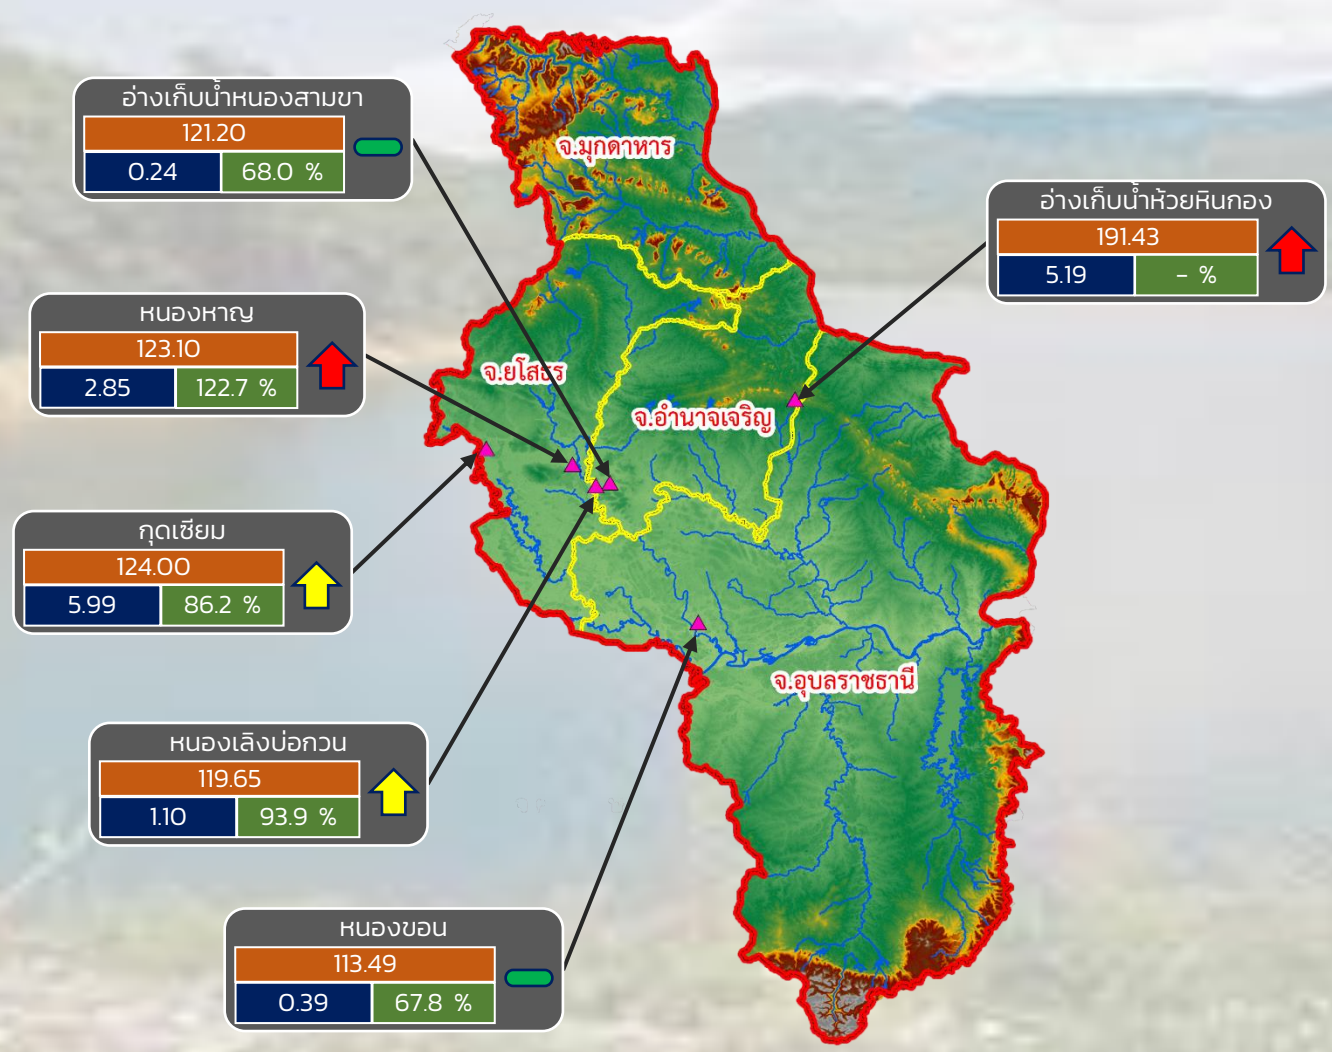 อ่างเก็บน้ำหนองสามขา
121.20
0.24 68.0 %
จ.มุกดาหาร
อ่างเก็บน้ำห้วยหินกอง
191.43
5.19 - %
หนองหาญ
123.10
2.85 122.7 %
จ.ยโสธร
จ.อำนาจเจริญ
กุดเซียม
124.00
5.99 86.2 %
จ.อุบลราชธานี
หนองเลิงบ่อกวน
119.65
1.10 93.9 %
หนองขอน
113.49
0.39 67.8 %